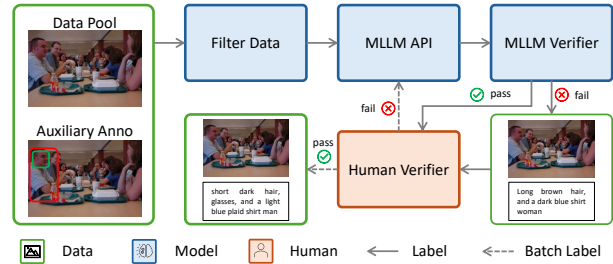 Data Pool
Auxiliary Anno
Filter Data
MLLM API
MLLM Verifier
pass
fail
fail
pass
Human Verifier
short dark hair,
glasses, and a light
blue plaid shirt man
Long brown hair,
and a dark blue shirt
woman
Data
Model
Human
Label
Batch Label